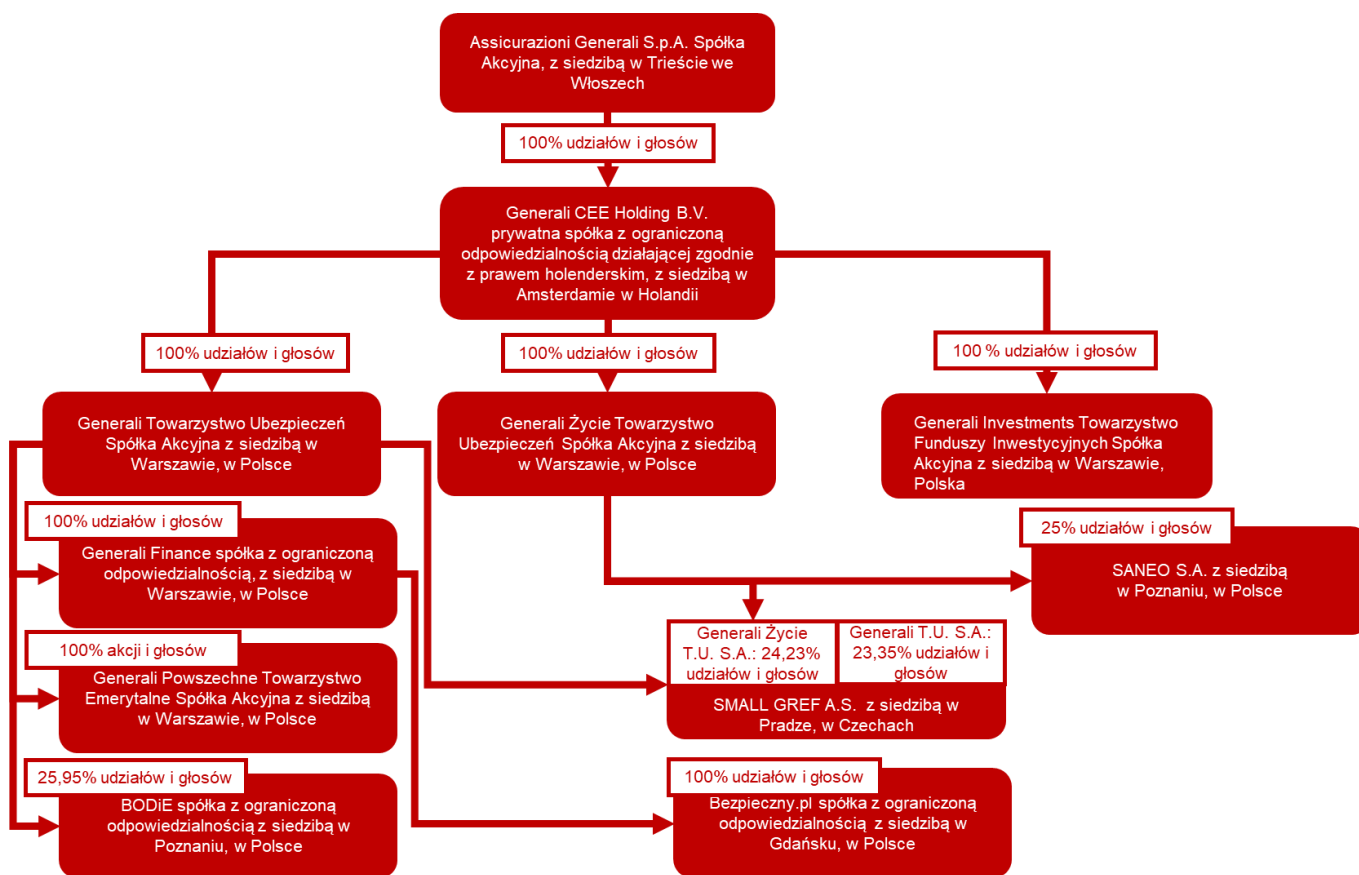 Assicurazioni Generali S.p.A. Spółka
Akcyjna, z siedzibą w Trieście we
Włoszech
100% udziałów i głosów
Generali CEE Holding B.V.
prywatna spółka z ograniczoną
odpowiedzialnością działającej zgodnie
z prawem holenderskim, z siedzibą w
Amsterdamie w Holandii
100% udziałów i głosów
100% udziałów i głosów
100 % udziałów i głosów
Generali Towarzystwo Ubezpieczeń
Spółka Akcyjna z siedzibą w
Warszawie, w Polsce
Generali Życie Towarzystwo
Ubezpieczeń Spółka Akcyjna z siedzibą
w Warszawie, w Polsce
Generali Investments Towarzystwo
Funduszy Inwestycyjnych Spółka
Akcyjna z siedzibą w Warszawie,
Polska
100% udziałów i głosów
Generali Finance spółka z ograniczoną
odpowiedzialnością, z siedzibą w
Warszawie, w Polsce
25% udziałów i głosów
SANEO S.A. z siedzibą
w Poznaniu, w Polsce
100% akcji i głosów
Generali Powszechne Towarzystwo
Emerytalne Spółka Akcyjna z siedzibą
w Warszawie, w Polsce
Generali Życie
T.U. S.A.: 24,23%
udziałów i głosów
Generali T.U. S.A.:
23,35% udziałów i
głosów
SMALL GREF A.S. z siedzibą w
Pradze, w Czechach
25,95% udziałów i głosów
BODiE spółka z ograniczoną
odpowiedzialnością z siedzibą w
Poznaniu, w Polsce
100% udziałów i głosów
Bezpieczny.pl spółka z ograniczoną
odpowiedzialnością z siedzibą w
Gdańsku, w Polsce